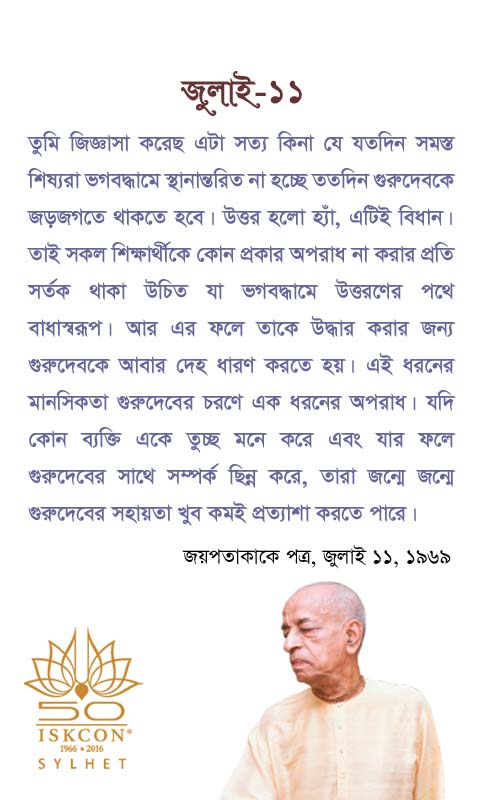 জুলাই-১১
তুমি জিজ্ঞাসা করেছ এটা সত্য কিনা যে যতদিন সমস্ত
শিষ্যরা ভগবদ্ধামে স্থানান্তরিত না হচ্ছে ততদিন গুরুদেবকে
জড়জগতে থাকতে হবে। উত্তর হলো হ্যাঁ, এটিই বিধান।
তাই সকল শিক্ষার্থীকে কোন প্রকার অপরাধ না করার প্রতি
সর্তক থাকা উচিত যা ভগবদ্ধামে উত্তরণের পথে
বাধাস্বরূপ। আর এর ফলে তাকে উদ্ধার করার জন্য
গুরুদেবকে আবার দেহ ধারণ করতে হয়। এই ধরনের
মানসিকতা গুরুদেবের চরণে এক ধরনের অপরাধ। যদি
কোন ব্যক্তি একে তুচ্ছ মনে করে এবং যার ফলে
গুরুদেবের সাথে সম্পর্ক ছিন্ন করে, তারা জন্মে জন্মে
গুরুদেবের সহায়তা খুব কমই প্রত্যাশা করতে পারে।
জয়পতাকাকে পত্র, জুলাই ১১, ১৯৬৯
50
ISKCON®
1966 • 2016
SYLHET